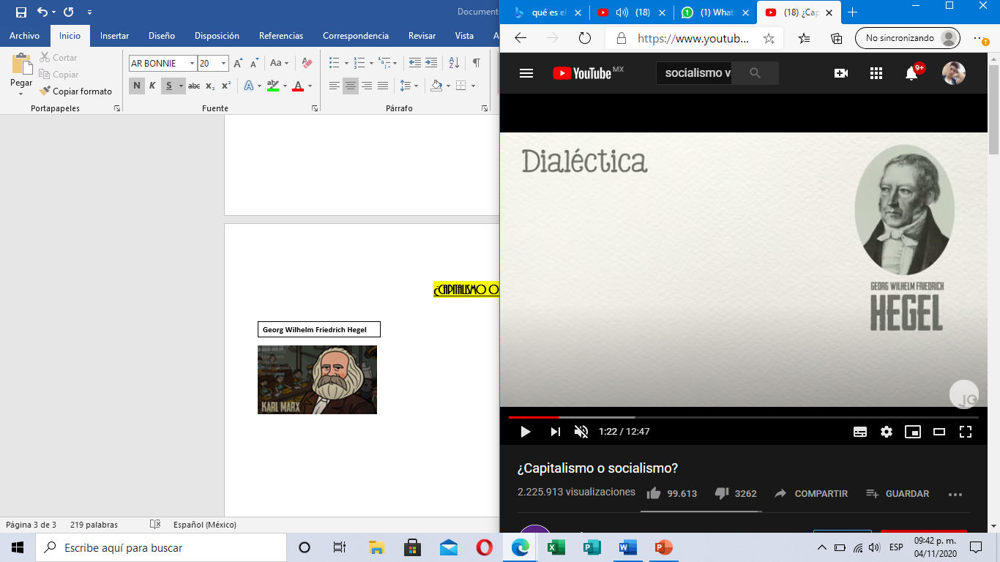 Document
Archivo
Inicio
Insertar
Diseño
Disposición
Referencias
Correspondencia
Revisar
Vista
A
Pegar
Cortar
Copiar
Copiar formato
Portapapeles
AR BONNIE
20
Aa
N K S abc x₂ x²
A
Fuente
Párrafo
¿CAPITALISMO O
Georg Wilhelm Friedrich Hegel
KARL MARX
Página 3 de 3
219 palabras
Español (México)
qué es el
(18)
(1) Whats
(18) ¿Cap
https://www.youtub...
No sincronizando
YouTube MX
socialismo v
9+
Dialéctica
GEORG WILHELM FRIEDRICH
HEGEL
1:22 / 12:47
¿Capitalismo o socialismo?
2.225.913 visualizaciones
99.613
3262
COMPARTIR
GUARDAR
Escribe aquí para buscar
ESP
09:42 p. m.
04/11/2020